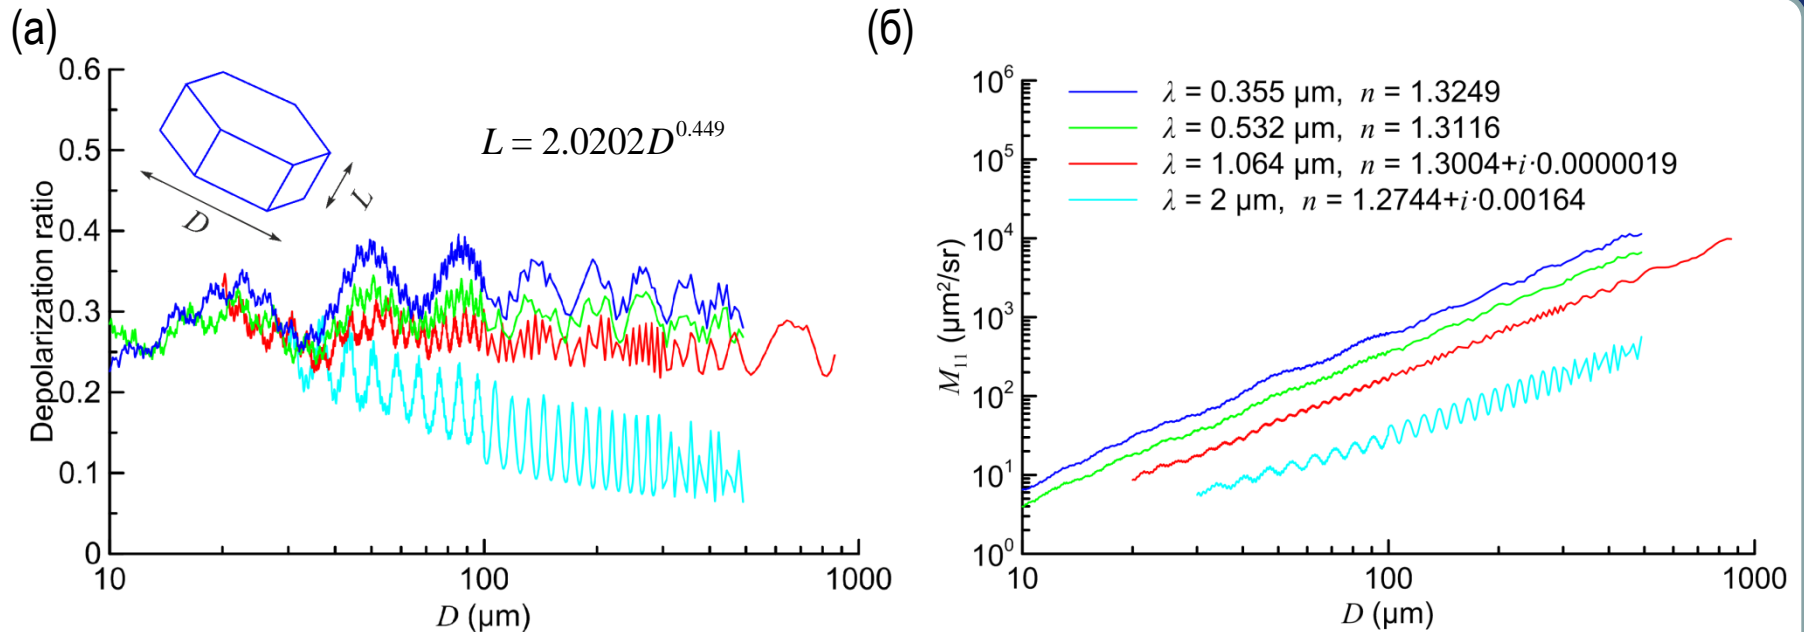 (а)
0.6
0.5
0.4
0.3
0.2
0.1
0
Depolarization ratio
L = 2.0202D^0.449
D
L
10
100
1000
D (µm)
(б)
10^6
10^5
10^4
10^3
10^2
10^1
10^0
M_11 (µm^2/sr)
λ = 0.355 µm, n = 1.3249
λ = 0.532 µm, n = 1.3116
λ = 1.064 µm, n = 1.3004+i·0.0000019
λ = 2 µm, n = 1.2744+i·0.00164
10
100
1000
D (µm)